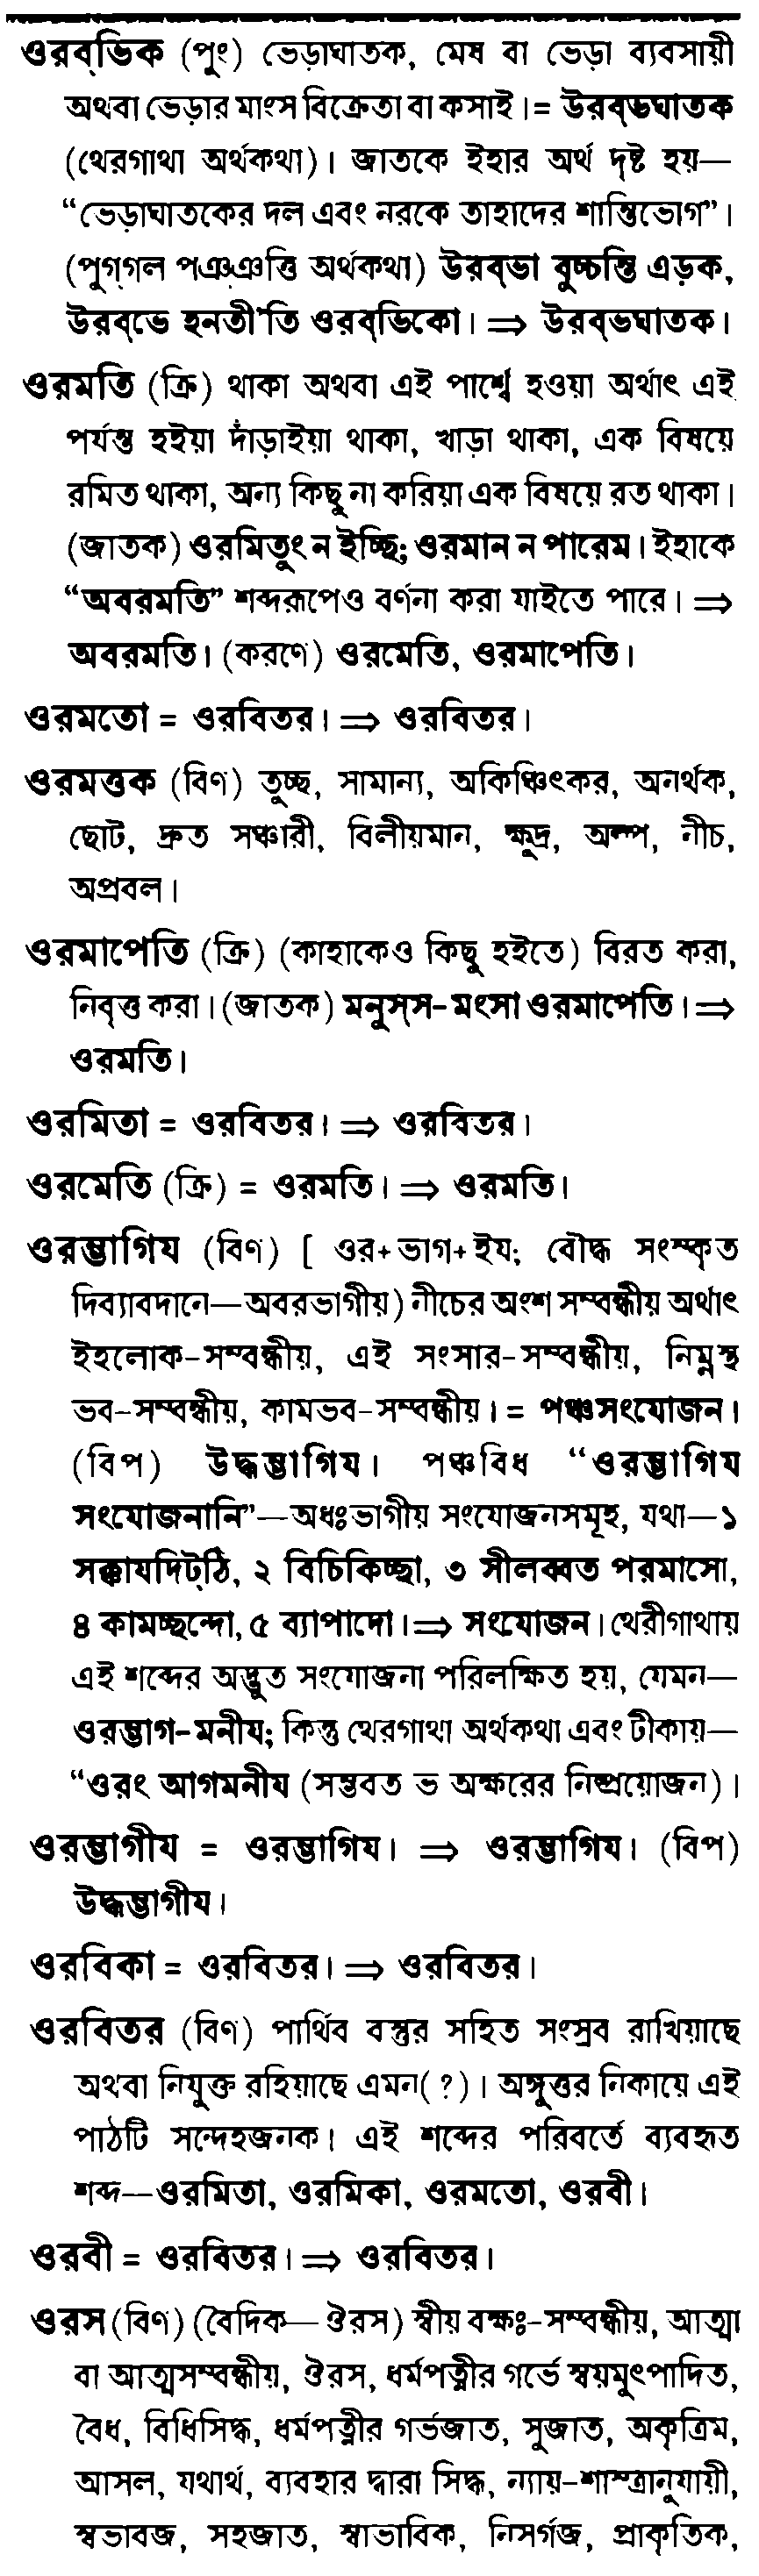 ওরব্ভিক (পুং) ভেড়াঘাতক, মেষ বা ভেড়া ব্যবসায়ী
অথবা ভেড়ার মাংস বিক্রেতা বা কসাই।= উরব্ভঘাতক
(থেরগাথা অর্থকথা)। জাতকে ইহার অর্থ দৃষ্ট হয়—
“ভেড়াঘাতকের দল এবং নরকে তাহাদের শাস্তিভোগ”।
(পুগ্গল পঞ্ঞত্তি অর্থকথা) উরব্ভা বুচ্চন্তি এড়ক,
উরব্ভে হনতী'তি ওরব্ভিকো। ⇒ উরব্ভঘাতক।
ওরমতি (ক্রি) থাকা অথবা এই পার্শ্বে হওয়া অর্থাৎ এই
পর্যন্ত হইয়া দাঁড়াইয়া থাকা, খাড়া থাকা, এক বিষয়ে
রমিত থাকা, অন্য কিছু না করিয়া এক বিষয়ে রত থাকা।
(জাতক) ওরমিতুং ন ইচ্ছি; ওরমান ন পারেম। ইহাকে
“অবরমতি” শব্দরূপেও বর্ণনা করা যাইতে পারে। ⇒
অবরমতি। (করণে) ওরমেতি, ওরমাপেতি।
ওরমতো = ওরবিতর। ⇒ ওরবিতর।
ওরমত্তক (বিণ) তুচ্ছ, সামান্য, অকিঞ্চিৎকর, অনর্থক,
ছোট, দ্রুত সঞ্চারী, বিলীয়মান, ক্ষুদ্র, অল্প, নীচ,
অপ্রবল।
ওরমাপেতি (ক্রি) (কাহাকেও কিছু হইতে) বিরত করা,
নিবৃত্ত করা। (জাতক) মনুস্স-মংসা ওরমাপেতি। ⇒
ওরমতি।
ওরমিতা = ওরবিতর। ⇒ ওরবিতর।
ওরমেতি (ক্রি) = ওরমতি। ⇒ ওরমতি।
ওরম্ভাগিয (বিণ) [ ওর+ভাগ+ইয; বৌদ্ধ সংস্কৃত
দিব্যাবদানে—অবরভাগীয়) নীচের অংশ সম্বন্ধীয় অর্থাৎ
ইহলোক-সম্বন্ধীয়, এই সংসার-সম্বন্ধীয়, নিম্নস্থ
ভব-সম্বন্ধীয়, কামভব-সম্বন্ধীয়। = পঞ্চসংযোজন।
(বিপ) উদ্ধম্ভাগিয। পঞ্চবিধ “ওরম্ভাগিয
সংযোজনানি”—অধঃভাগীয় সংযোজনসমূহ, যথা—১
সক্কাযদিট্ঠি, ২ বিচিকিচ্ছা, ৩ সীলব্বত পরমাসো,
৪ কামচ্ছন্দো, ৫ ব্যাপাদো। ⇒ সংযোজন। থেরীগাথায়
এই শব্দের অদ্ভুত সংযোজনা পরিলক্ষিত হয়, যেমন—
ওরম্ভাগ-মনীয; কিন্তু থেরগাথা অর্থকথা এবং টীকায়—
“ওরং আগমনীয (সম্ভবত ভ অক্ষরের নিষ্প্রয়োজন)।
ওরম্ভাগীয = ওরম্ভাগিয। ⇒ ওরম্ভাগিয। (বিপ)
উদ্ধম্ভাগীয।
ওরবিকা = ওরবিতর। ⇒ ওরবিতর।
ওরবিতর (বিণ) পার্থিব বস্তুর সহিত সংস্রব রাখিয়াছে
অথবা নিযুক্ত রহিয়াছে এমন(?)। অঙ্গুত্তর নিকায়ে এই
পাঠটি সন্দেহজনক। এই শব্দের পরিবর্তে ব্যবহৃত
শব্দ—ওরমিতা, ওরমিকা, ওরমতো, ওরবী।
ওরবী = ওরবিতর। ⇒ ওরবিতর।
ওরস (বিণ) (বৈদিক— ঔরস) স্বীয় বক্ষঃ-সম্বন্ধীয়, আত্মা
বা আত্মসম্বন্ধীয়, ঔরস, ধর্মপত্নীর গর্ভে স্বয়মুৎপাদিত,
বৈধ, বিধিসিদ্ধ, ধর্মপত্নীর গর্ভজাত, সুজাত, অকৃত্রিম,
আসল, যথার্থ, ব্যবহার দ্বারা সিদ্ধ, ন্যায়-শাস্ত্রানুযায়ী,
স্বভাবজ, সহজাত, স্বাভাবিক, নিসর্গজ, প্রাকৃতিক,